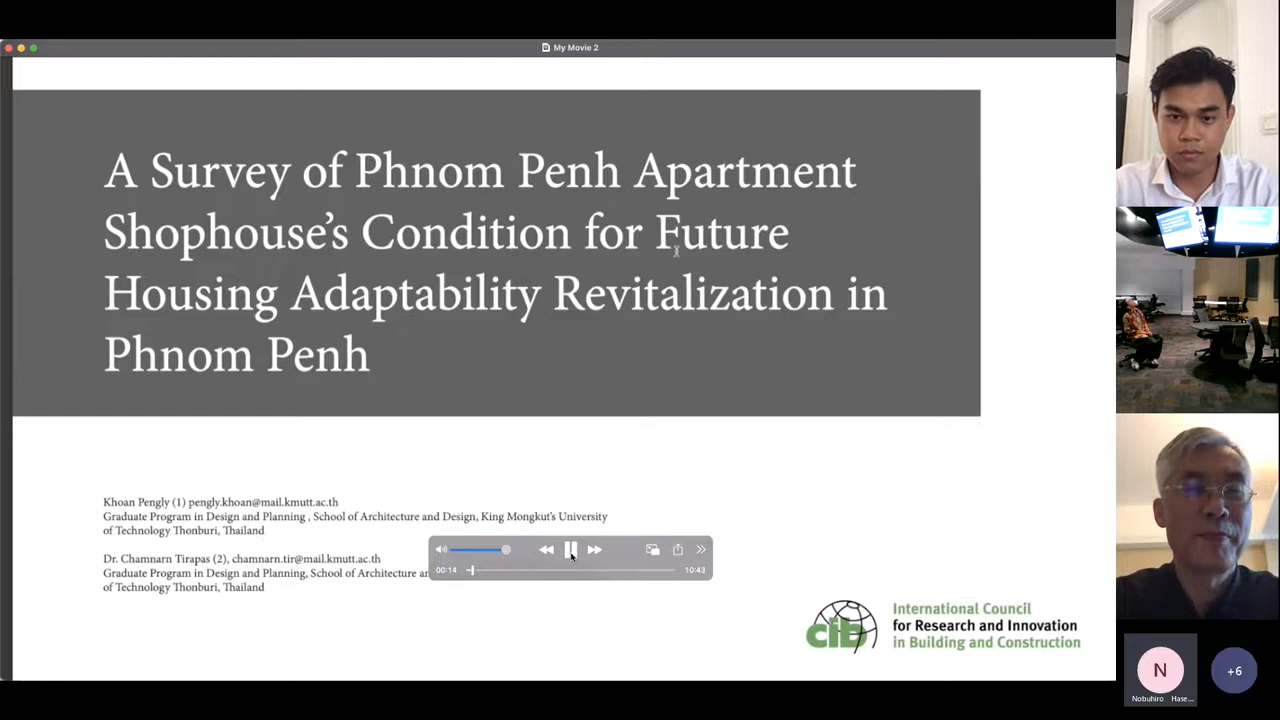 My Movie 2
A Survey of Phnom Penh Apartment
Shophouse's Condition for Future
Housing Adaptability Revitalization in
Phnom Penh
Khoan Pengly (1) pengly.khoan@mail.kmutt.ac.th
Graduate Program in Design and Planning , School of Architecture and Design, King Mongkut's University
of Technology Thonburi, Thailand
Dr. Chamnarn Tirapas (2), chamnarn.tir@mail.kmutt.ac.th
Graduate Program in Design and Planning, School of Architecture an
of Technology Thonburi, Thailand
00:14
10:43
cib
International Council
for Research and Innovation
in Building and Construction
N
Nobuhiro Hase...
+6